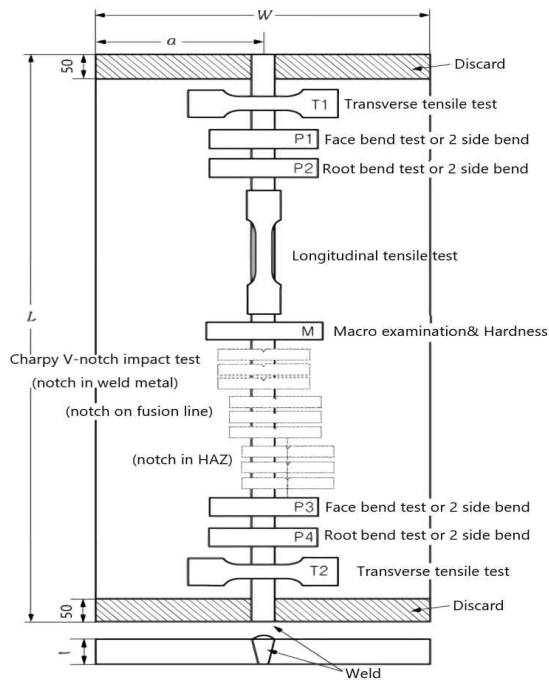 W
a
50
Discard
T1
Transverse tensile test
P1
Face bend test or 2 side bend
P2
Root bend test or 2 side bend
Longitudinal tensile test
L
M
Macro examination& Hardness
Charpy V-notch impact test
(notch in weld metal)
(notch on fusion line)
(notch in HAZ)
P3
Face bend test or 2 side bend
P4
Root bend test or 2 side bend
T2
Transverse tensile test
50
Discard
t
Weld